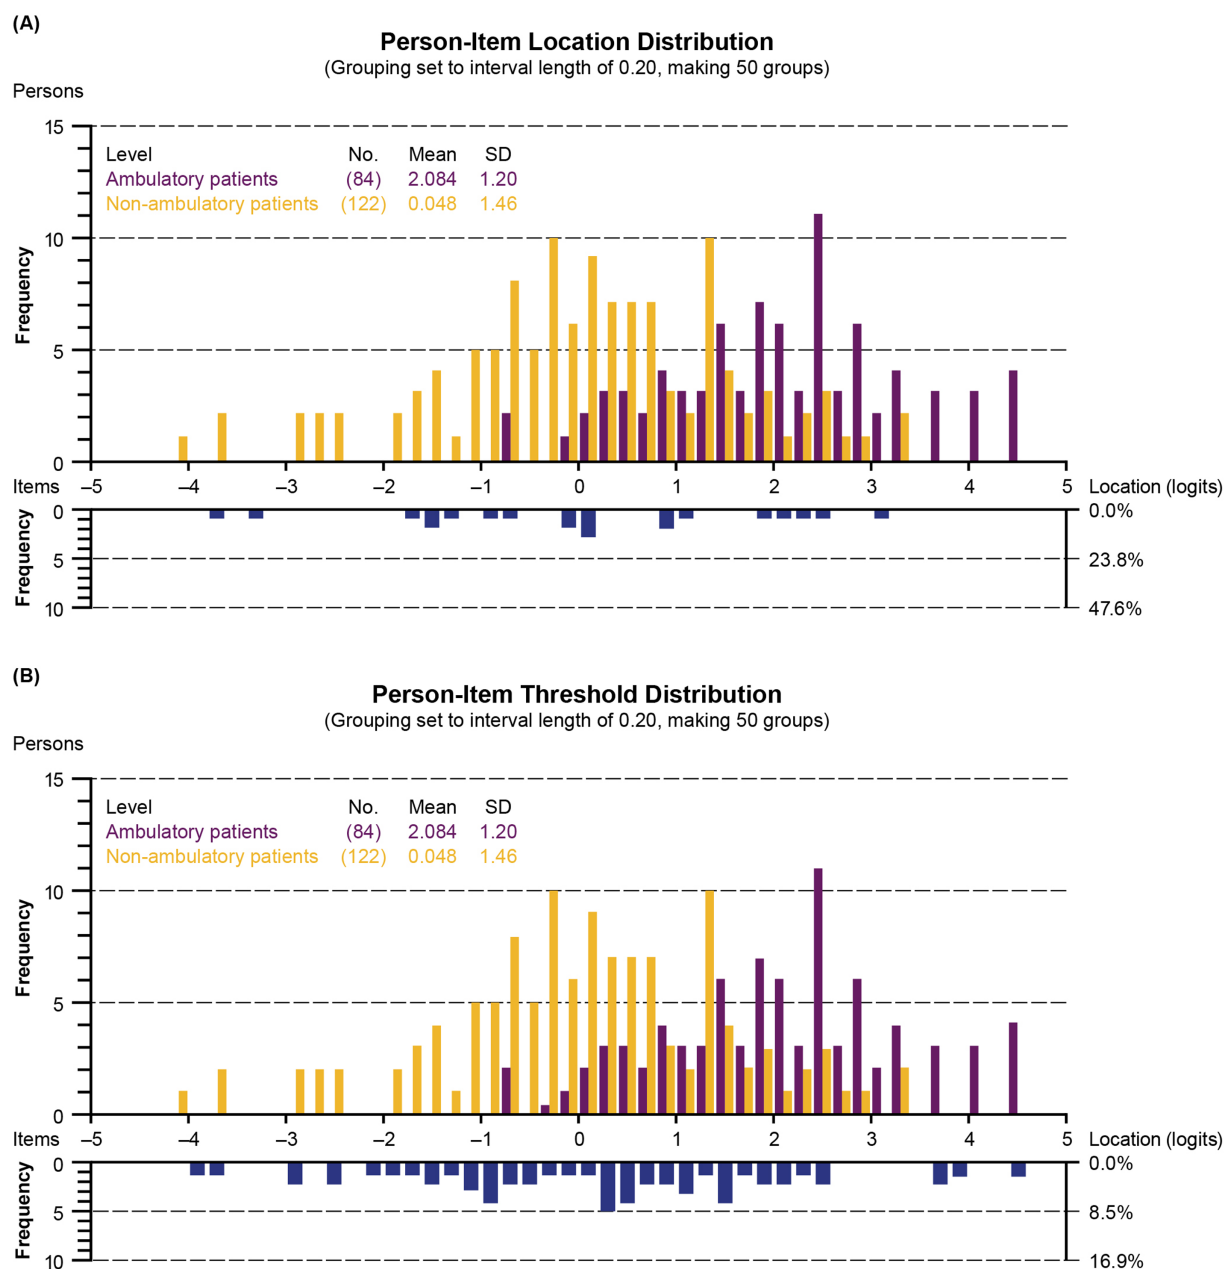 (A)
Person-Item Location Distribution
(Grouping set to interval length of 0.20, making 50 groups)
Persons
15
Level No. Mean SD
Ambulatory patients (84) 2.084 1.20
Non-ambulatory patients (122) 0.048 1.46
10
Frequency
5
0
Items –5 –4 –3 –2 –1 0 1 2 3 4 5 Location (logits)
0 0.0%
Frequency
5 23.8%
10 47.6%
(B)
Person-Item Threshold Distribution
(Grouping set to interval length of 0.20, making 50 groups)
Persons
15
Level No. Mean SD
Ambulatory patients (84) 2.084 1.20
Non-ambulatory patients (122) 0.048 1.46
10
Frequency
5
0
Items –5 –4 –3 –2 –1 0 1 2 3 4 5 Location (logits)
0 0.0%
Frequency
5 8.5%
10 16.9%